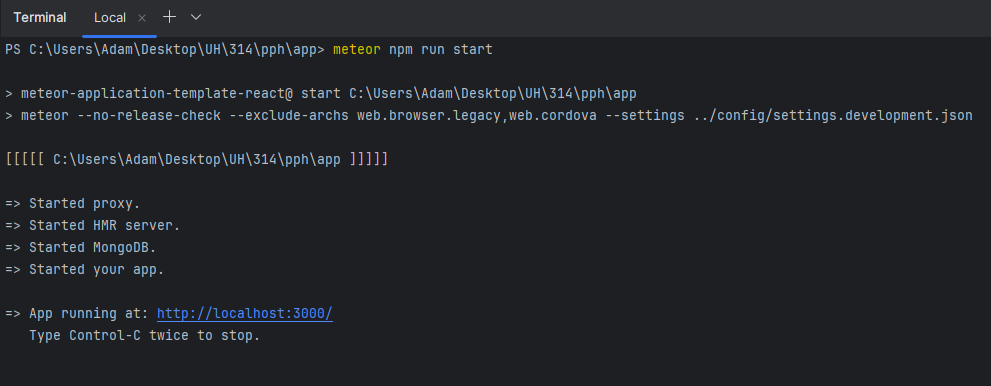 Terminal Local × + ⌄
PS C:\Users\Adam\Desktop\UH\314\pph\app> meteor npm run start
> meteor-application-template-react@ start C:\Users\Adam\Desktop\UH\314\pph\app
> meteor --no-release-check --exclude-archs web.browser.legacy,web.cordova --settings ../config/settings.development.json
[[[[[ C:\Users\Adam\Desktop\UH\314\pph\app ]]]]]
=> Started proxy.
=> Started HMR server.
=> Started MongoDB.
=> Started your app.
=> App running at: http://localhost:3000/
Type Control-C twice to stop.